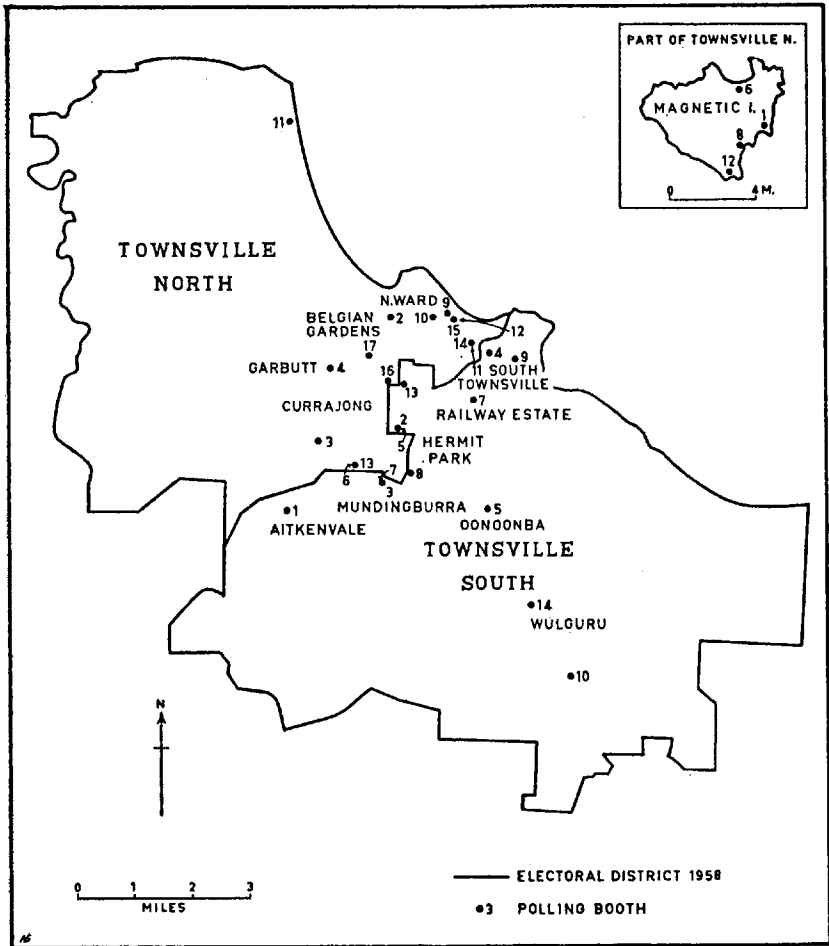 PART OF TOWNSVILLE N.
6
MAGNETIC I.
1
8
12
0 4 M.
11
TOWNSVILLE
NORTH
N.WARD
9
BELGIAN
GARDENS
2
10
15
12
17
14
4
9
GARBUTT
4
11
SOUTH
TOWNSVILLE
16
13
CURRAJONG
7
RAILWAY ESTATE
2
3
5
HERMIT
PARK
13
7
8
6
3
MUNDINGBURRA
1
5
AITKENVALE
OONOONBA
TOWNSVILLE
SOUTH
14
WULGURU
10
N
0 1 2 3
MILES
ELECTORAL DISTRICT 1958
3 POLLING BOOTH